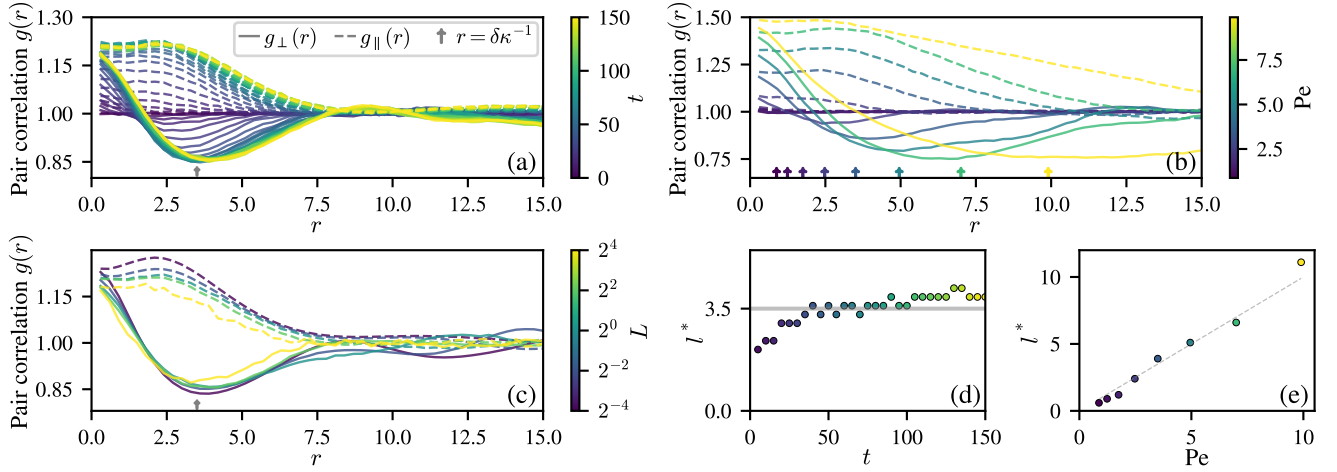 Pair correlation g(r)
1.30
1.15
1.00
0.85
0.0 2.5 5.0 7.5 10.0 12.5 15.0
r
g⊥(r) g∥(r) r = δκ⁻¹
(a)
150
100
50
0
t
Pair correlation g(r)
1.50
1.25
1.00
0.75
0.0 2.5 5.0 7.5 10.0 12.5 15.0
r
(b)
7.5
5.0
2.5
Pe
Pair correlation g(r)
1.15
1.00
0.85
0.0 2.5 5.0 7.5 10.0 12.5 15.0
r
(c)
2⁴
2²
2⁰
2⁻²
2⁻⁴
L
l*
3.5
0.0
0 50 100 150
t
(d)
l*
10
5
0
0 5 10
Pe
(e)